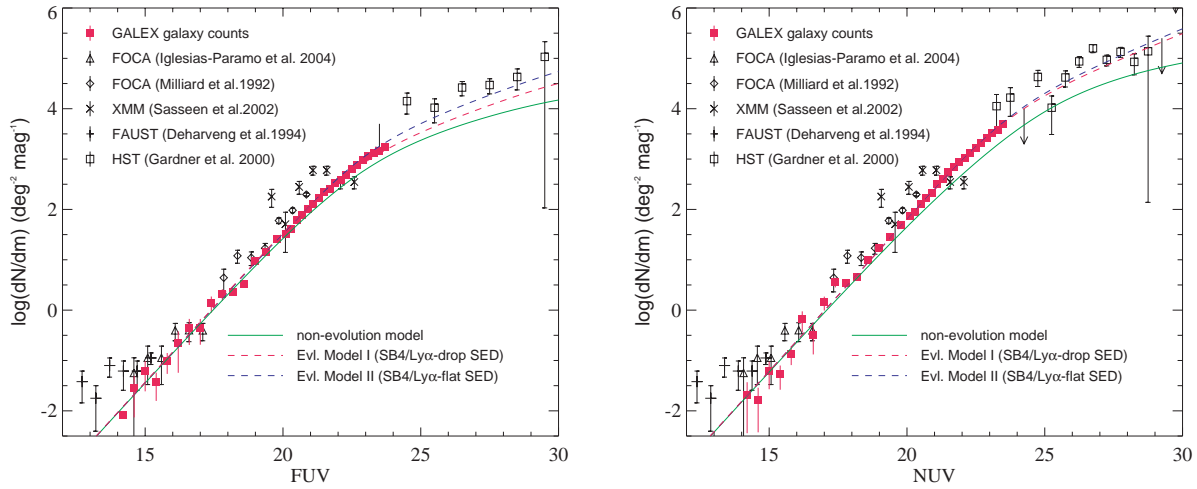 GALEX galaxy counts
FOCA (Iglesias-Paramo et al. 2004)
FOCA (Milliard et al.1992)
XMM (Sasseen et al.2002)
FAUST (Deharveng et al.1994)
HST (Gardner et al. 2000)
non-evolution model
Evl. Model I (SB4/Lyα-drop SED)
Evl. Model II (SB4/Lyα-flat SED)
log(dN/dm) (deg⁻² mag⁻¹)
6
4
2
0
-2
15
20
25
30
FUV
GALEX galaxy counts
FOCA (Iglesias-Paramo et al. 2004)
FOCA (Milliard et al.1992)
XMM (Sasseen et al.2002)
FAUST (Deharveng et al.1994)
HST (Gardner et al. 2000)
non-evolution model
Evl. Model I (SB4/Lyα-drop SED)
Evl. Model II (SB4/Lyα-flat SED)
log(dN/dm) (deg⁻² mag⁻¹)
6
4
2
0
-2
15
20
25
30
NUV